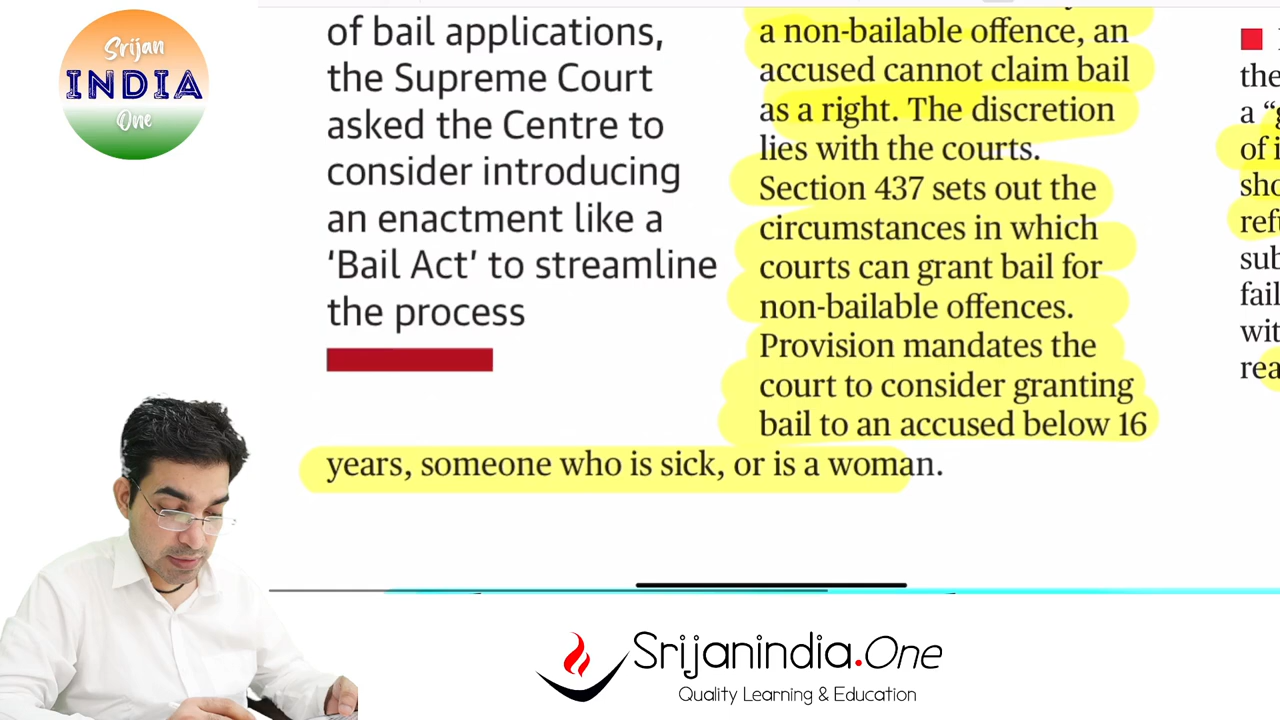 Srijan
INDIA
One
of bail applications,
the Supreme Court
asked the Centre to
consider introducing
an enactment like a
‘Bail Act’ to streamline
the process
a non-bailable offence, an
accused cannot claim bail
as a right. The discretion
lies with the courts.
Section 437 sets out the
circumstances in which
courts can grant bail for
non-bailable offences.
Provision mandates the
court to consider granting
bail to an accused below 16
years, someone who is sick, or is a woman.
the
a “
of i
sho
refu
sub
fail
wit
rea
Srijanindia.One
Quality Learning & Education